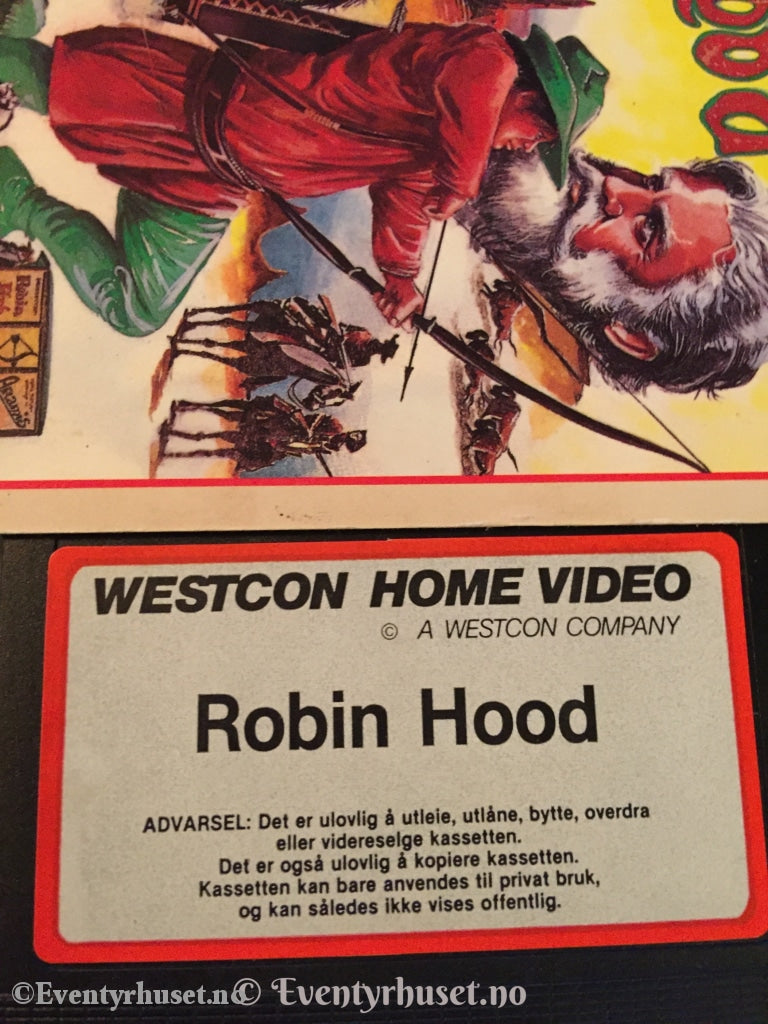 ood
WESTCON HOME VIDEO
© A WESTCON COMPANY
Robin Hood
ADVARSEL: Det er ulovlig å utleie, utlåne, bytte, overdra
eller videreselge kassetten.
Det er også ulovlig å kopiere kassetten.
Kassetten kan bare anvendes til privat bruk,
og kan således ikke vises offentlig.
©Eventyrhuset.no
© Eventyrhuset.no